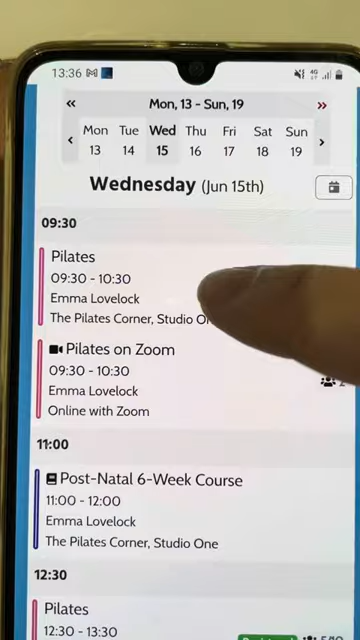 13:36
4G
« Mon, 13 - Sun, 19 »
‹ Mon Tue Wed Thu Fri Sat Sun ›
13 14 15 16 17 18 19
Wednesday (Jun 15th)
09:30
Pilates
09:30 - 10:30
Emma Lovelock
The Pilates Corner, Studio
Pilates on Zoom
09:30 - 10:30
2
Emma Lovelock
Online with Zoom
11:00
Post-Natal 6-Week Course
11:00 - 12:00
Emma Lovelock
The Pilates Corner, Studio One
12:30
Pilates
12:30 - 13:30